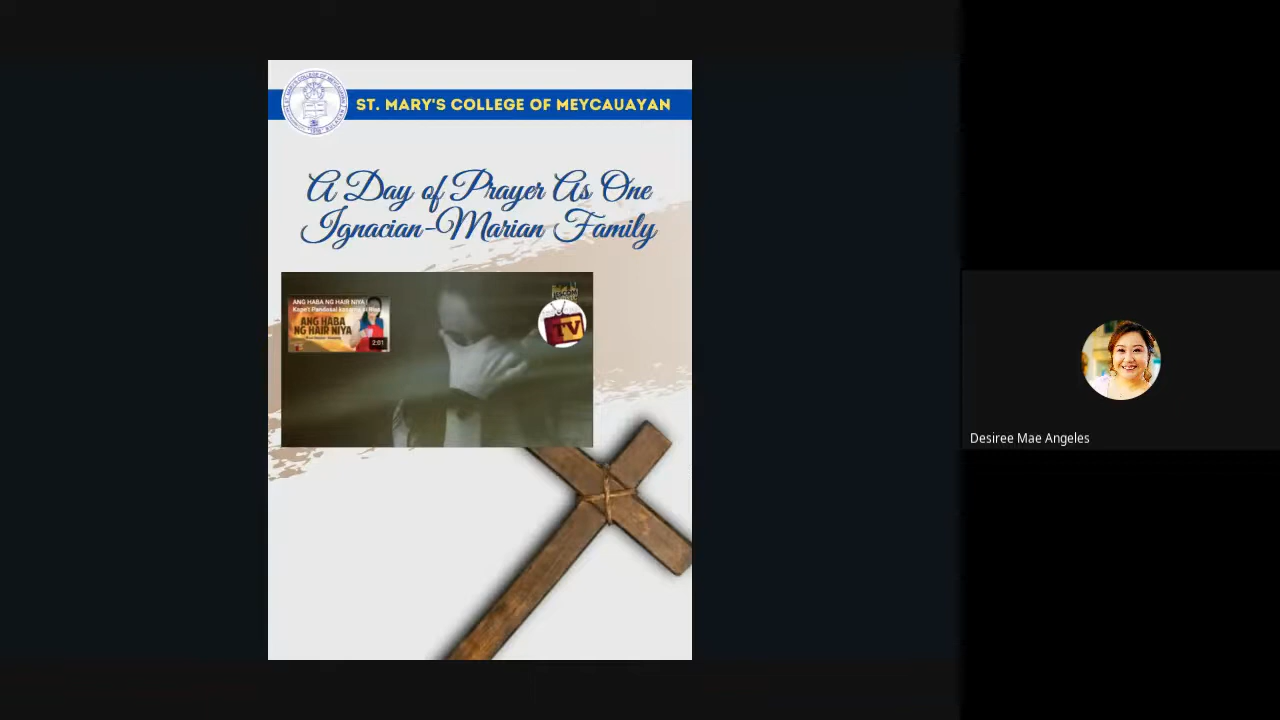 ST. MARY'S COLLEGE OF MEYCAUAYAN
A Day of Prayer As One
Ignacian-Marian Family
ANG HABA NG HAIR NIYA
ANG HABA
NG HAIR NIYA
2:01
TV
Desiree Mae Angeles